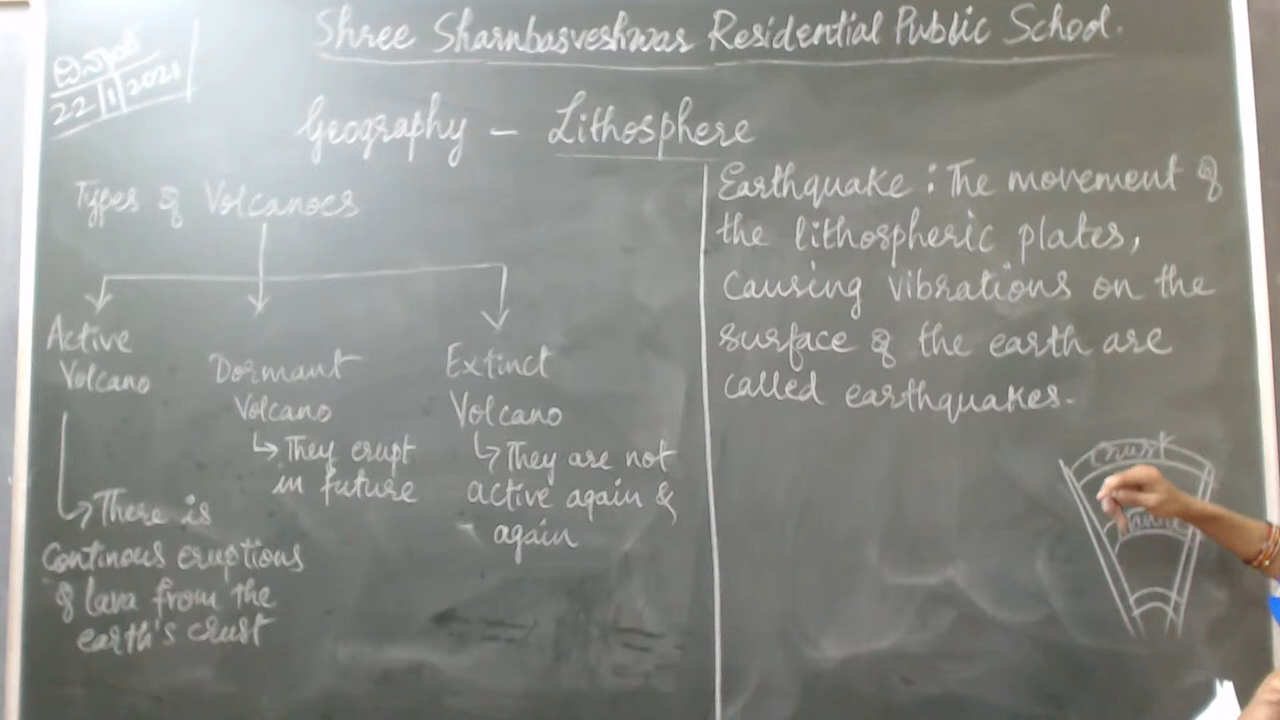 ದಿನಾಂಕ
22/1/2021
Shree Sharnbasveshwar Residential Public School.
Geography – Lithosphere
Types of Volcanoes
Active
Volcano
There is
Continous eruptions
of lava from the
earth's crust
Dormant
Volcano
They erupt
in future
Extinct
Volcano
They are not
active again &
again
Earthquake : The movement of
the lithospheric plates,
causing vibrations on the
surface of the earth are
called earthquakes.
Crust